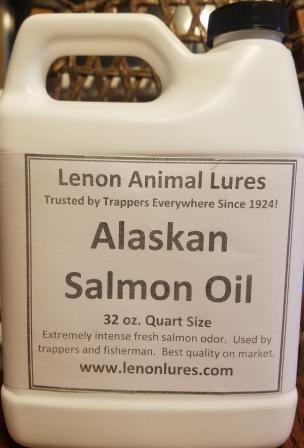 Lenon Animal Lures
Trusted by Trappers Everywhere Since 1924!
Alaskan
Salmon Oil
32 oz. Quart Size
Extremely intense fresh salmon odor. Used by
trappers and fisherman. Best quality on market.
www.lenonlures.com